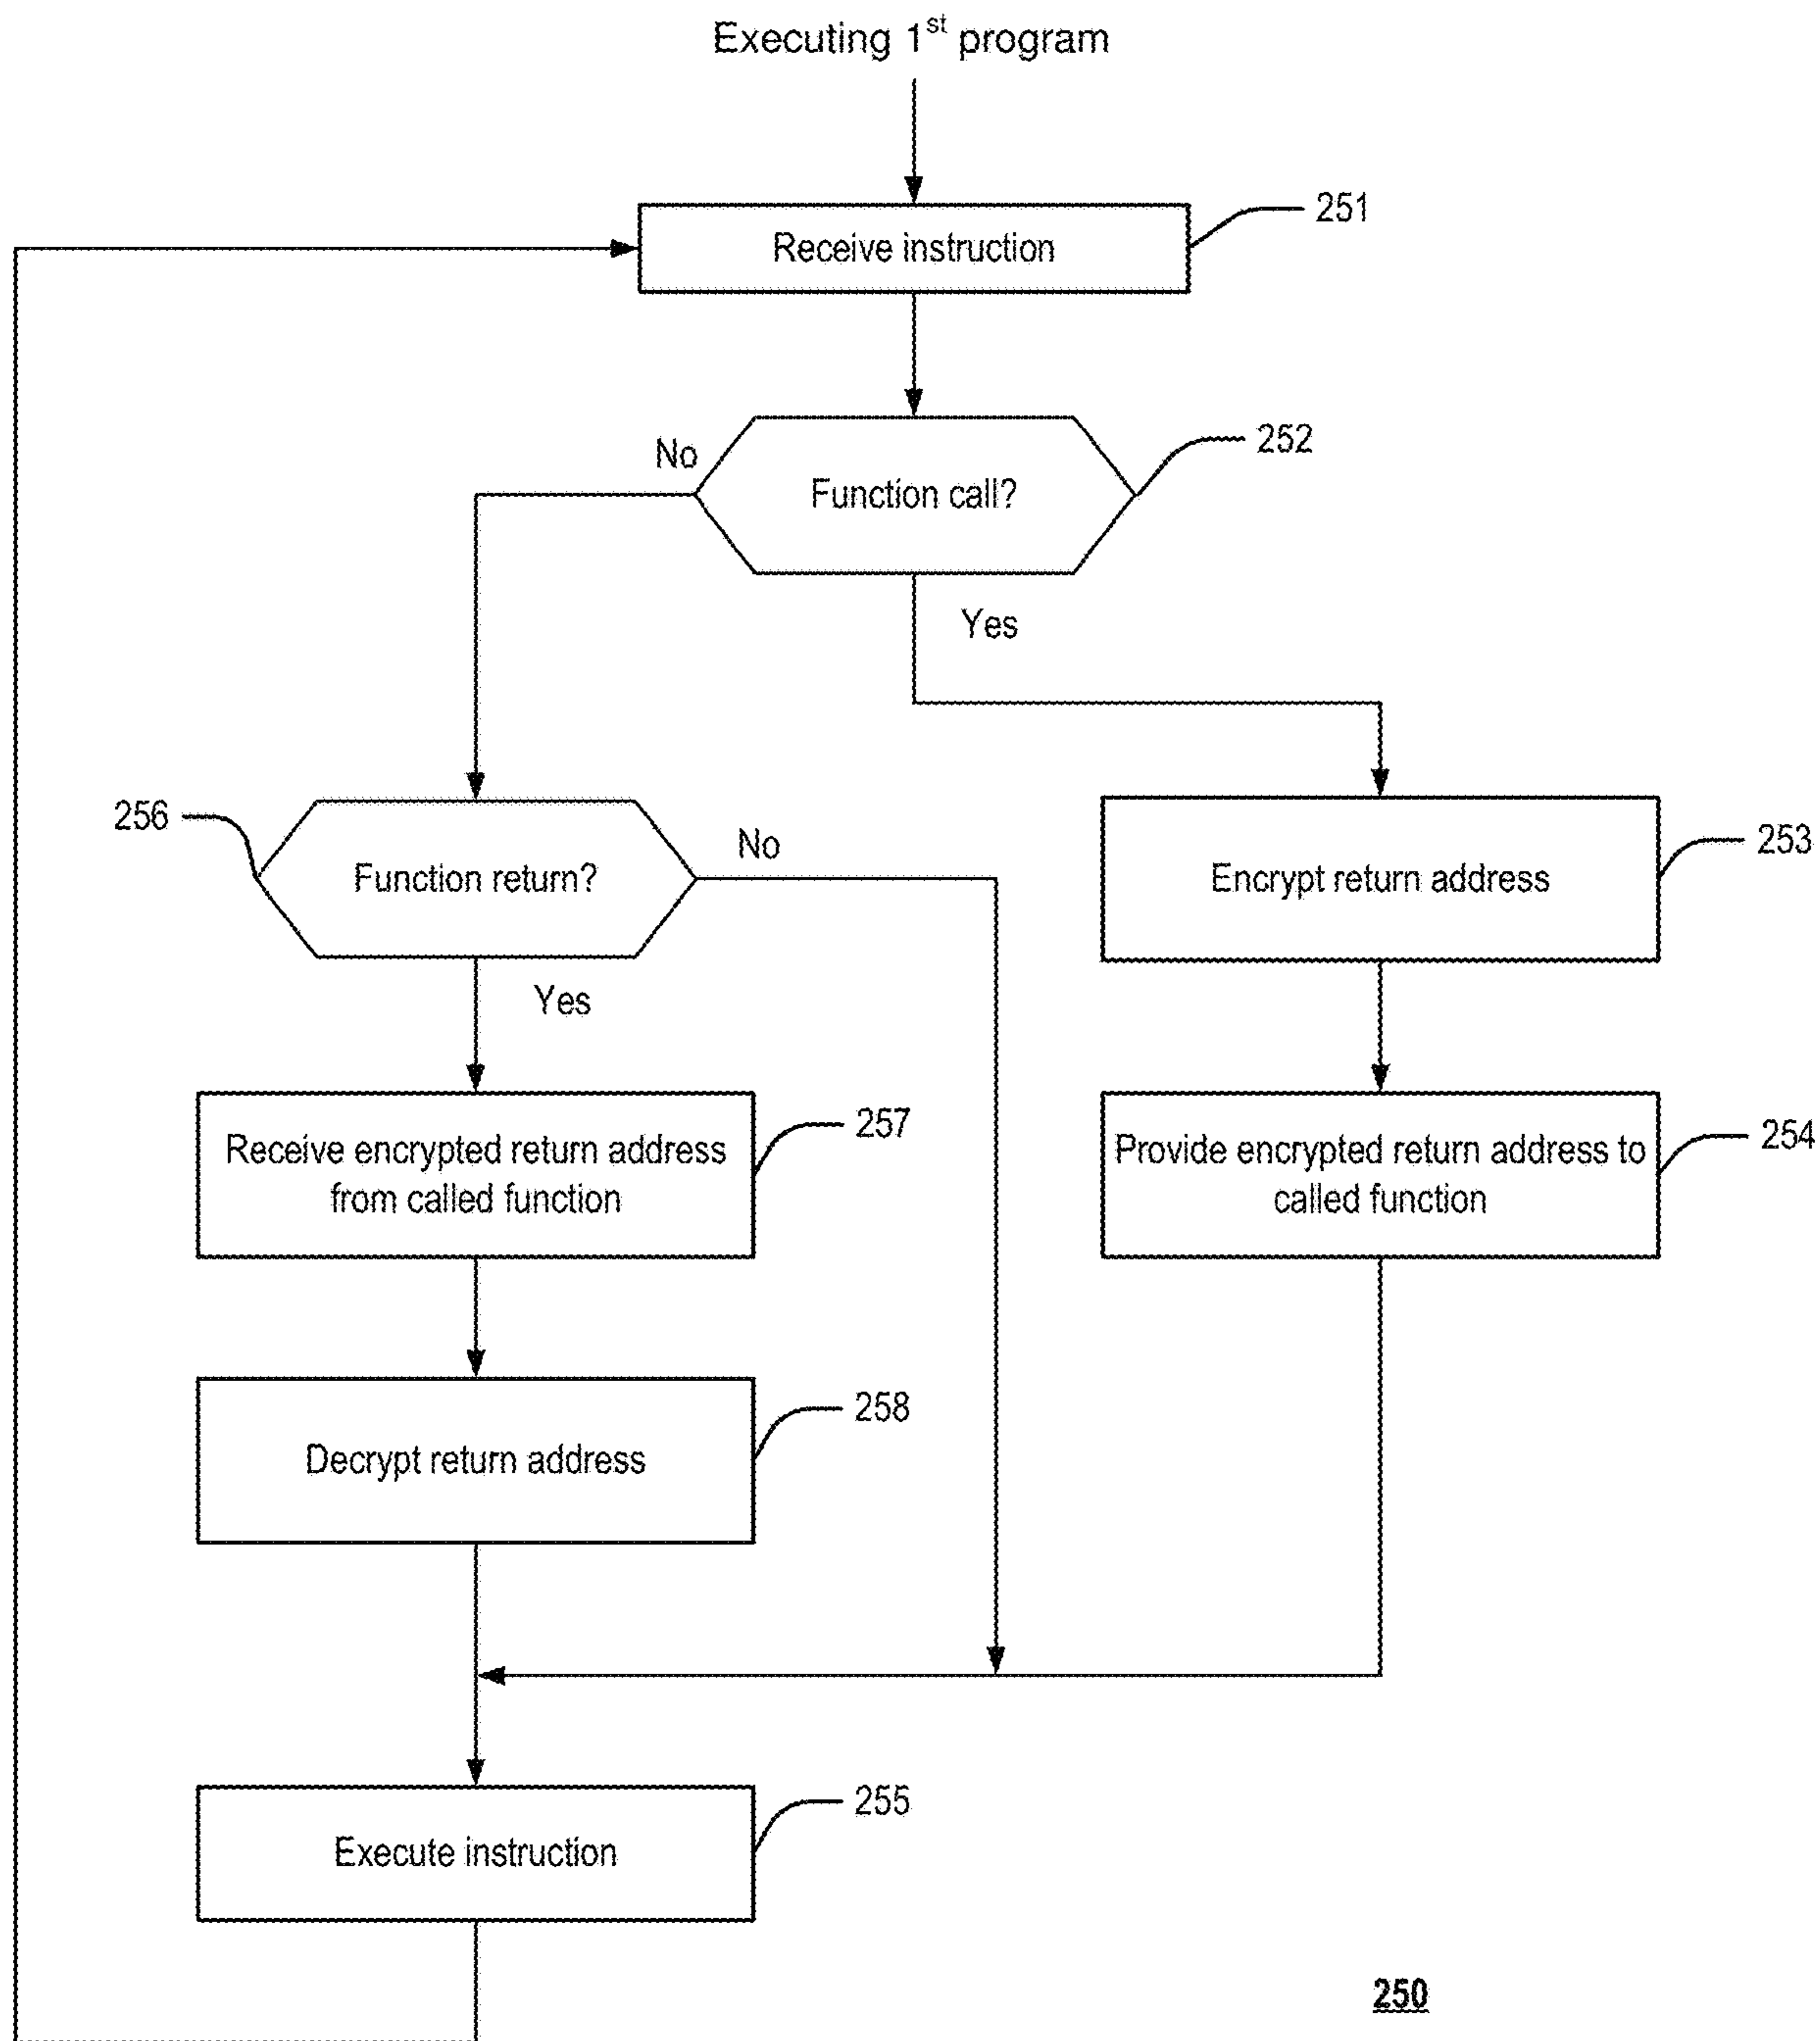 Executing 1st program
251
Receive instruction
252
No
Function call?
Yes
256
No
253
Function return?
Encrypt return address
Yes
257
254
Receive encrypted return address
from called function
Provide encrypted return address to
called function
258
Decrypt return address
255
Execute instruction
250